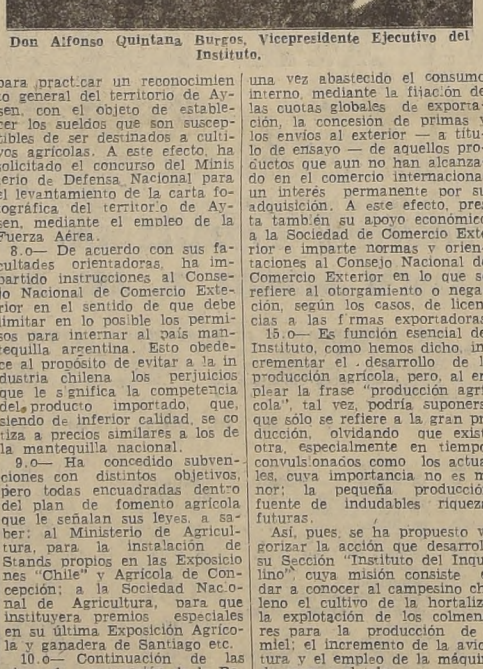 Don Alfonso Quintana Burgos, Vicepresidente Ejecutivo del
Instituto.
para pract.car un reconocimien
to general del territorio de Ay-
sen, con el objeto de estable-
cer los sueldos que son suscep-
tibles de ser destinados a culti-
vos agrícolas. A este efecto, ha
solicitado el concurso del Minis
terio de Defensa Nacional para
el levantamiento de la carta fo-
tográfica del territor.o de Ay-
sen, mediante el empleo de la
Fuerza Aérea.
8.o— De acuerdo con sus fa-
cultades orientadoras, ha im-
partido instrucciones al Conse-
jo Nacional de Comercio Exte-
rior en el sentido de que debe
limitar en lo posible los permi-
sos para internar al país man-
tequilla argentina. Esto obede-
ce al propósito de evitar a la in
dustria chilena los perjuicios
que le s'gnifica la competencia
del producto importado, que,
siendo de inferior calidad, se co
tiza a precios similares a los de
la mantequilla nacional.
9.o— Ha concedido subven-
ciones con distintos objetivos,
pero todas encuadradas dentro
del plan de fomento agrícola
que le señalan sus leyes, a sa-
ber: al Ministerio de Agricul-
tura, para la instalación de
Stands propios en las Exposicio
nes "Chile" y Agrícola de Con-
cepción; a la Sociedad Nac.o-
nal de Agricultura, para que
instituyera premios especiales
en su última Exposición Agríco-
la y ganadera de Santiago etc.
10.o— Continuación de las
una vez abastecido el consumo
interno, mediante la fijación de
las cuotas globales de exporta-
ción, la concesión de primas y
los envíos al exterior — a títu-
lo de ensayo — de aquellos pro-
ductos que aun no han alcanza-
do en el comercio internaciona
un interés permanente por su
adquisición. A este efecto, pres
ta también su apoyo económico
a la Sociedad de Comercio Exte
rior e imparte normas y orien-
taciones al Consejo Nacional de
Comercio Exterior en lo que se
refiere al otorgamiento o nega-
ción, según los casos, de licen-
cias a las f rmas exportadoras
15.o— Es función esencial de
Instituto, como hemos dicho, in
crementar el . desarrollo de l
producción agrícola, pero, al em
plear la frase "producción agrí
cola", tal vez, podría suponers
que sólo se refiere a la gran pr
ducción, olvidando que exist
otra, especialmente en tiempo
convulsionados como los actua
les, cuya importancia no es m
nor; la pequeña producció
fuente de indudables riqueza
futuras.
Así, pues, se ha propuesto v
gorizar la acción que desarrol
su Sección "Instituto del Inqu
lino" cuya misión consiste e
dar a conocer al campesino ch
leno el cultivo de la hortaliz
la explotación de los colmen
res para la producción de
miel; el incremento de la avic
tura y el empleo de la máquin